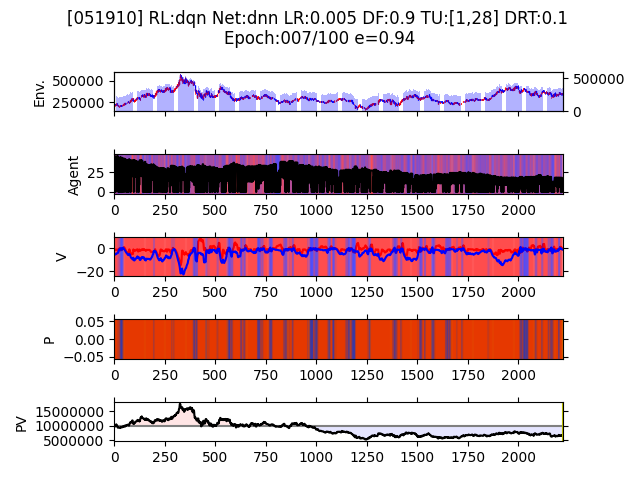 [051910] RL:dqn Net:dnn LR:0.005 DF:0.9 TU:[1,28] DRT:0.1
Epoch:007/100 e=0.94
Env.
500000
250000
500000
0
0 250 500 750 1000 1250 1500 1750 2000
Agent
25
0
0 250 500 750 1000 1250 1500 1750 2000
V
0
−20
0 250 500 750 1000 1250 1500 1750 2000
P
0.05
0.00
−0.05
0 250 500 750 1000 1250 1500 1750 2000
PV
15000000
10000000
5000000
0 250 500 750 1000 1250 1500 1750 2000